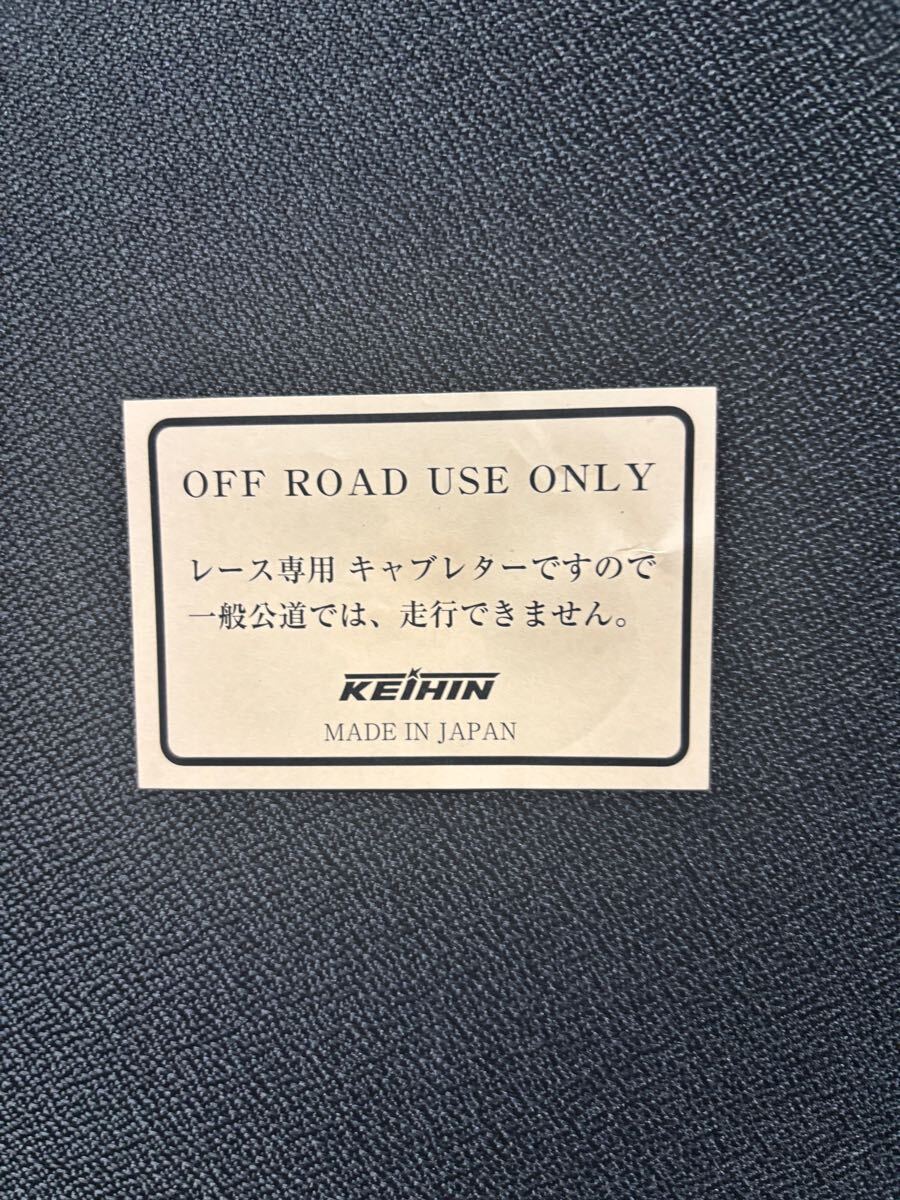 OFF ROAD USE ONLY
レース専用 キャブレターですので
一般公道では、走行できません。
KEIHIN
MADE IN JAPAN